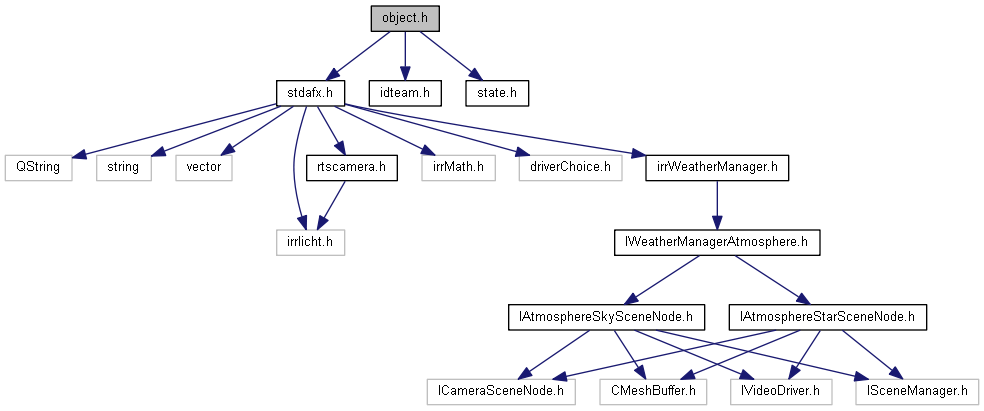 object.h
stdafx.h
idteam.h
state.h
QString
string
vector
rtscamera.h
irrMath.h
driverChoice.h
irrWeatherManager.h
irrlicht.h
IWeatherManagerAtmosphere.h
IAtmosphereSkySceneNode.h
IAtmosphereStarSceneNode.h
ICameraSceneNode.h
CMeshBuffer.h
IVideoDriver.h
ISceneManager.h